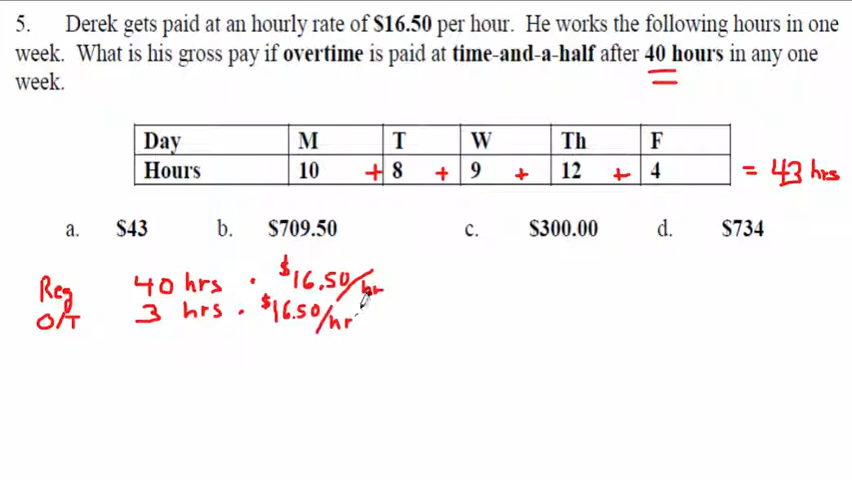 5. Derek gets paid at an hourly rate of $16.50 per hour. He works the following hours in one
week. What is his gross pay if overtime is paid at time-and-a-half after 40 hours in any one
week.
Day M T W Th F
Hours 10 + 8 + 9 + 12 + 4 = 43 hrs
a. $43 b. $709.50 c. $300.00 d. $734
Reg 40 hrs · $16.50/hr
O/T 3 hrs · $16.50/hr